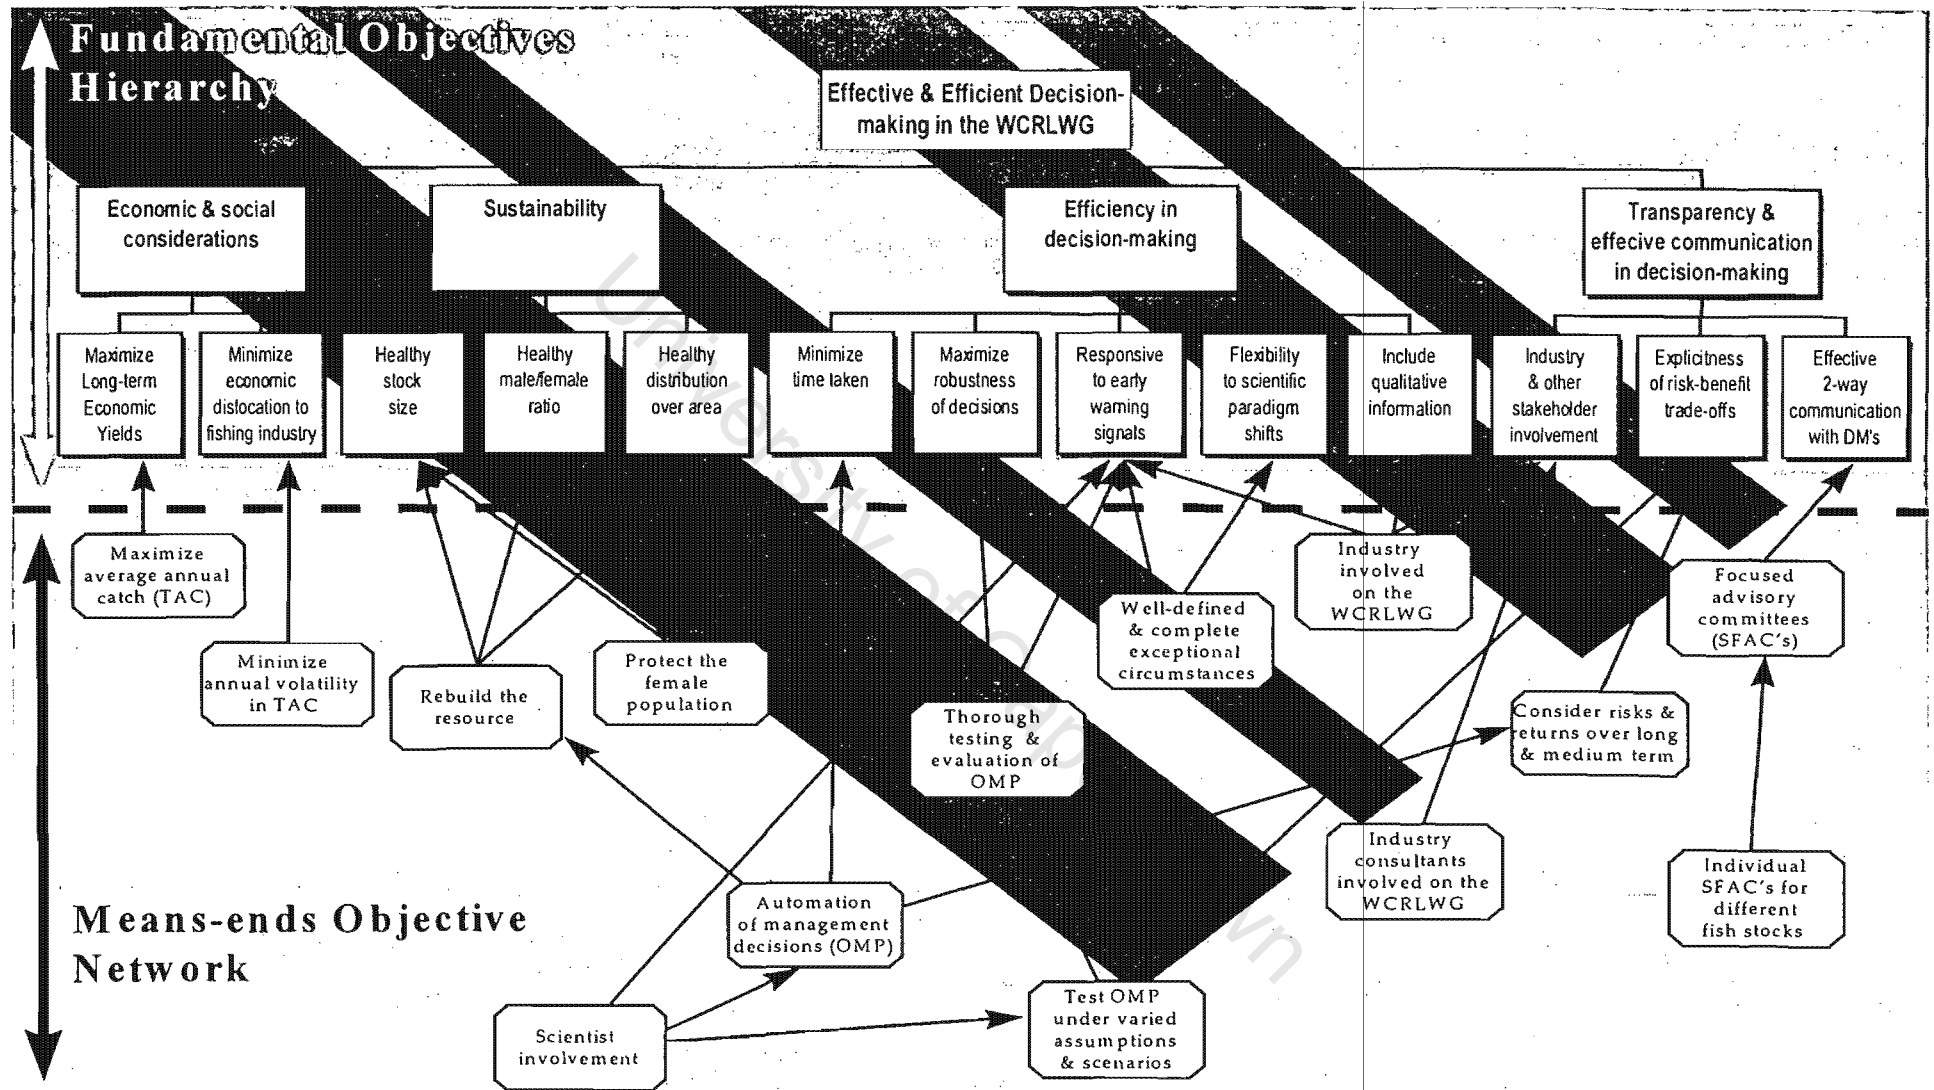 Fundamental Objectives
Hierarchy
Effective & Efficient Decision-
making in the WCRLWG
Economic & social
considerations
Sustainability
Efficiency in
decision-making
Transparency &
effecive communication
in decision-making
Maximize
Long-term
Economic
Yields
Minimize
economic
dislocation to
fishing industry
Healthy
stock
size
Healthy
male/female
ratio
Healthy
distribution
over area
Minimize
time taken
Maximize
robustness
of decisions
Responsive
to early
warning
signals
Flexibility
to scientific
paradigm
shifts
Include
qualitative
information
Industry
& other
stakeholder
involvement
Explicitness
of risk-benefit
trade-offs
Effective
2-way
communication
with DM's
Maximize
average annual
catch (TAC)
Minimize
annual volatility
in TAC
Rebuild the
resource
Protect the
female
population
Thorough
testing &
evaluation of
OMP
Well-defined
& complete
exceptional
circumstances
Industry
involved
on the
WCRLWG
Focused
advisory
committees
(SFAC's)
Consider risks &
returns over long
& medium term
Industry
consultants
involved on the
WCRLWG
Individual
SFAC's for
different
fish stocks
Automation
of management
decisions (OMP)
Means-ends Objective
Network
Scientist
involvement
Test OMP
under varied
assumptions
& scenarios
University of Cape Town